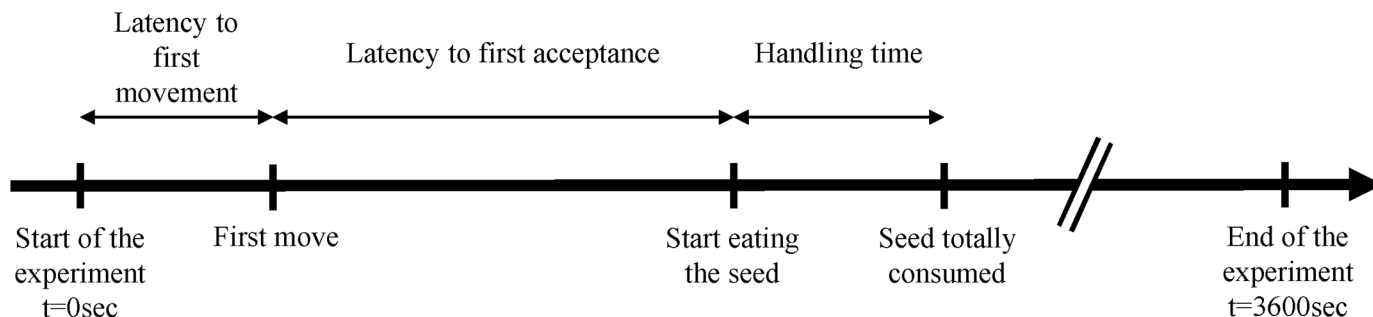 Latency to
first
movement
Latency to first acceptance
Handling time
Start of the
experiment
t=0sec
First move
Start eating
the seed
Seed totally
consumed
End of the
experiment
t=3600sec